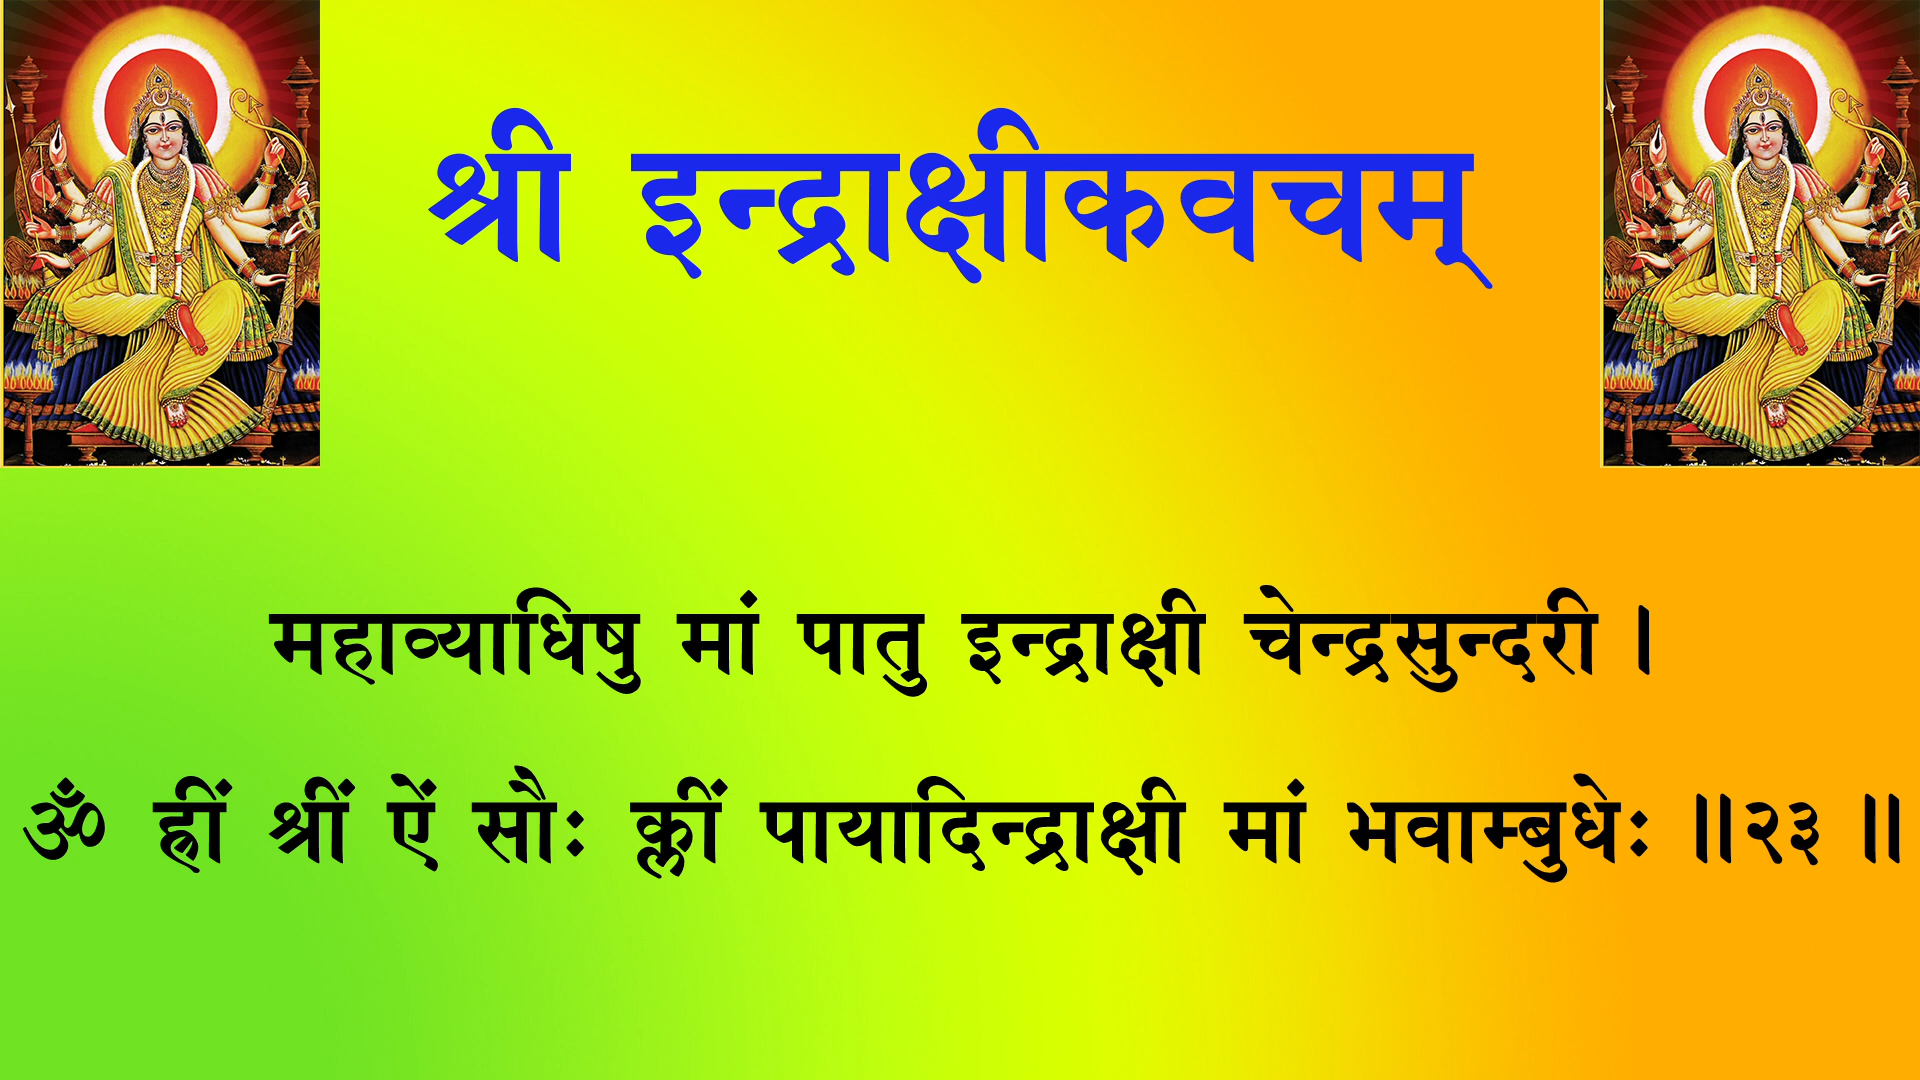 श्री इन्द्राक्षीकवचम्
महाव्याधिषु मां पातु इन्द्राक्षी चेन्द्रसुन्दरी ।
ॐ ह्रीं श्रीं ऐं सौः क्लीं पायादिन्द्राक्षी मां भवाम्बुधेः ॥२३ ॥